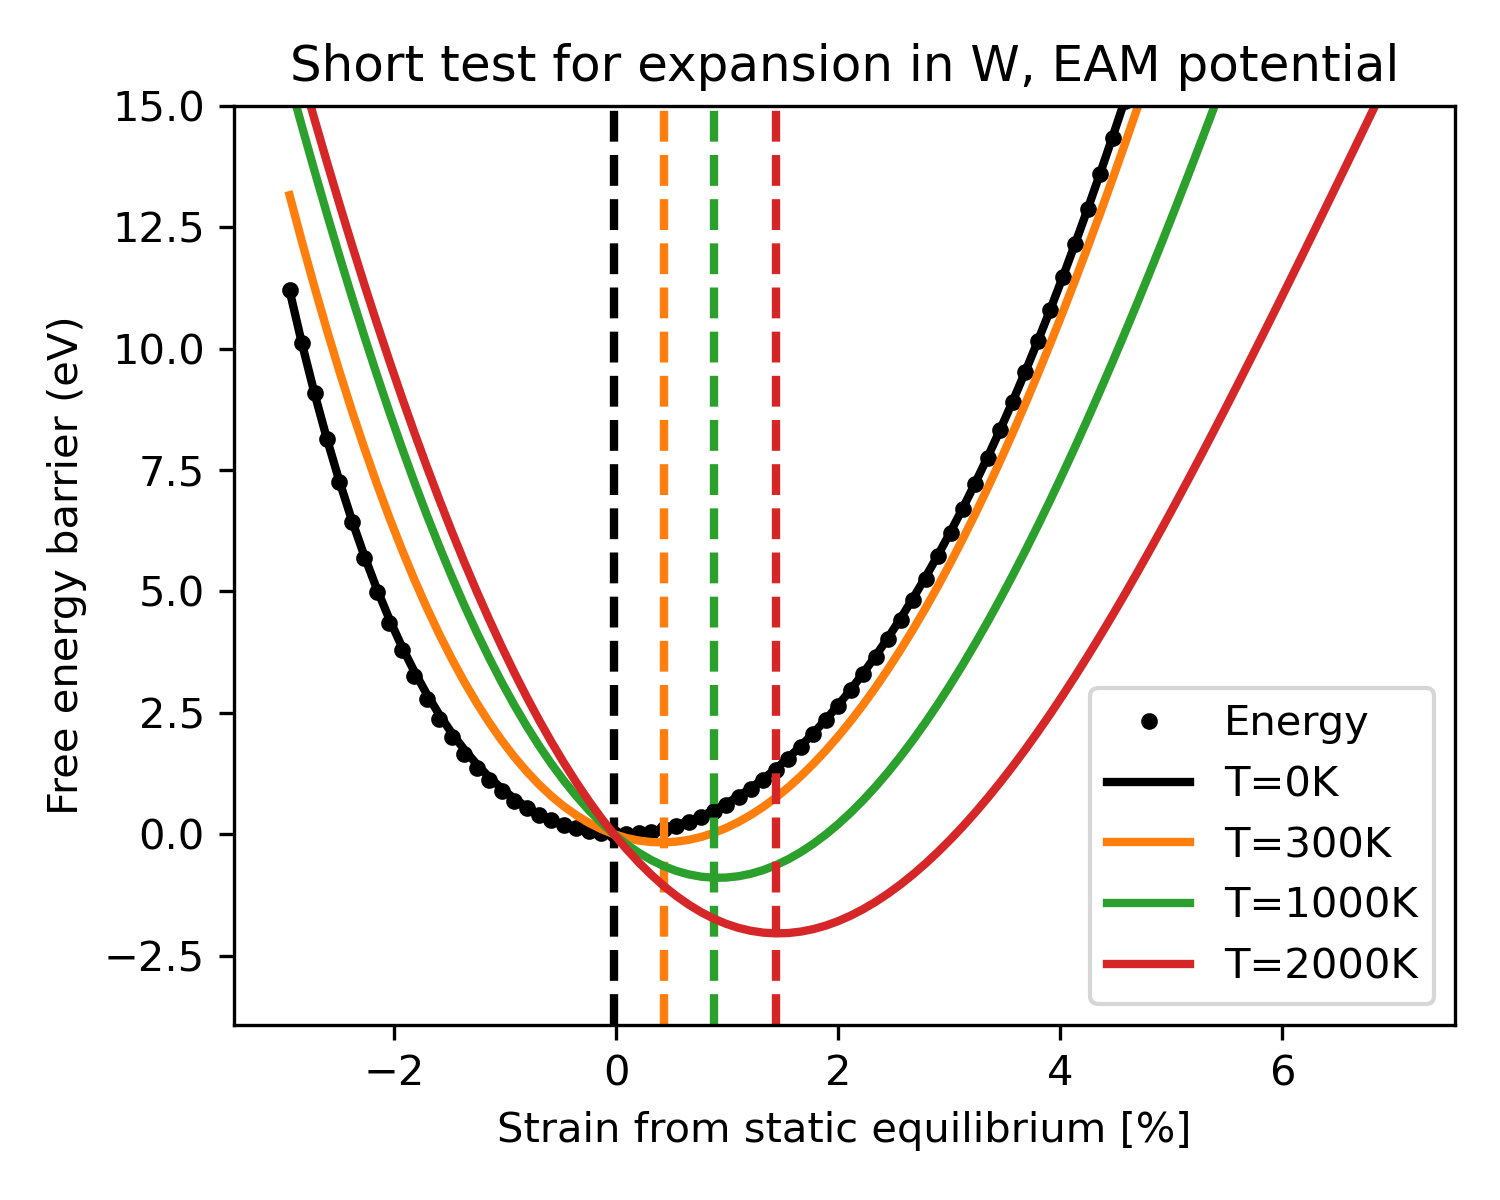 Short test for expansion in W, EAM potential
Free energy barrier (eV)
15.0
12.5
10.0
7.5
5.0
2.5
0.0
−2.5
−2
0
2
4
6
Strain from static equilibrium [%]
Energy
T=0K
T=300K
T=1000K
T=2000K